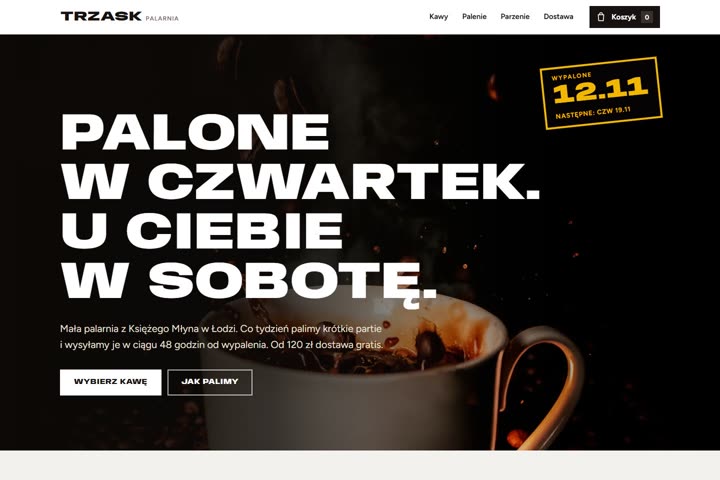 TRZASK PALARNIA
Kawy Palenie Parzenie Dostawa Koszyk 0
WYPALONE
12.11
NASTĘPNE: CZW 19.11
PALONE
W CZWARTEK.
U CIEBIE
W SOBOTĘ.
Mała palarnia z Księżego Młyna w Łodzi. Co tydzień palimy krótkie partie
i wysyłamy je w ciągu 48 godzin od wypalenia. Od 120 zł dostawa gratis.
WYBIERZ KAWĘ JAK PALIMY